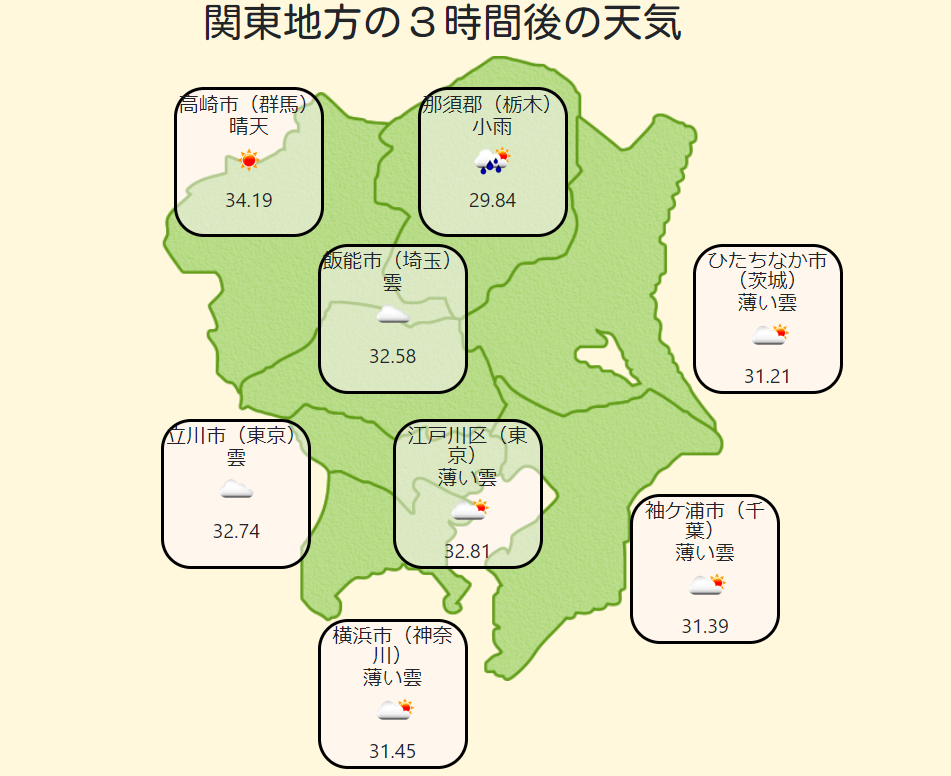 関東地方の３時間後の天気
高崎市（群馬）
晴天
34.19
那須郡（栃木）
小雨
29.84
飯能市（埼玉）
雲
32.58
ひたちなか市
（茨城）
薄い雲
31.21
立川市（東京）
雲
32.74
江戸川区（東
京）
薄い雲
32.81
袖ケ浦市（千
葉）
薄い雲
31.39
横浜市（神奈
川）
薄い雲
31.45